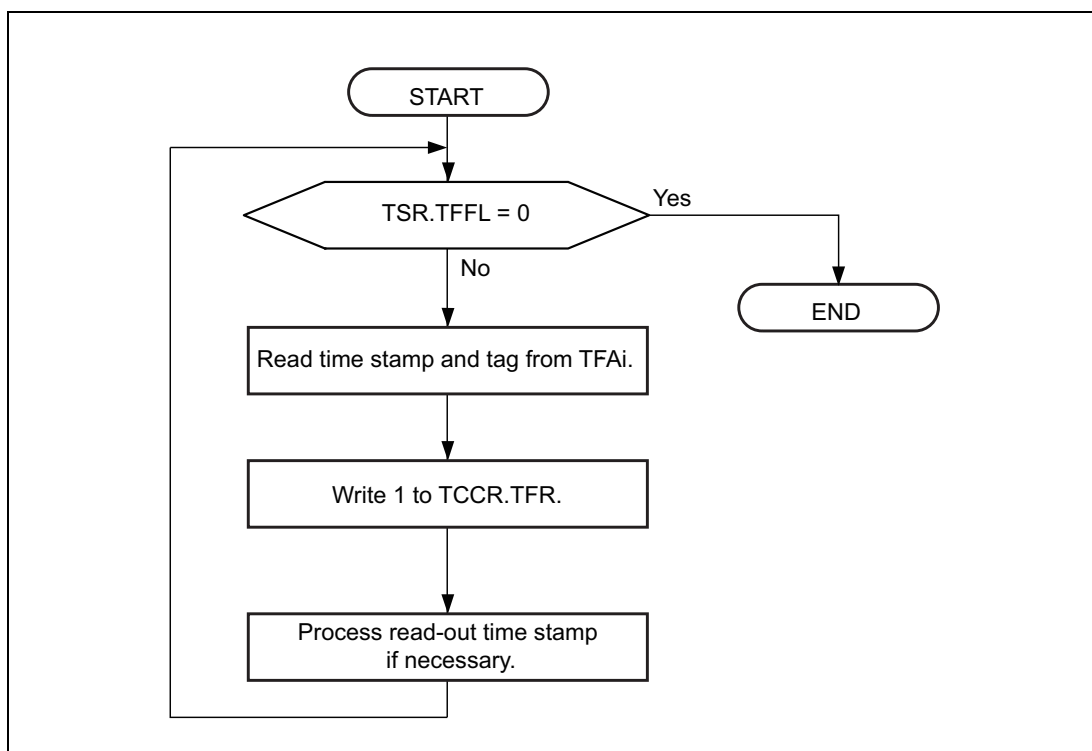 START
TSR.TFFL = 0
Yes
No
END
Read time stamp and tag from TFAi.
Write 1 to TCCR.TFR.
Process read-out time stamp
if necessary.